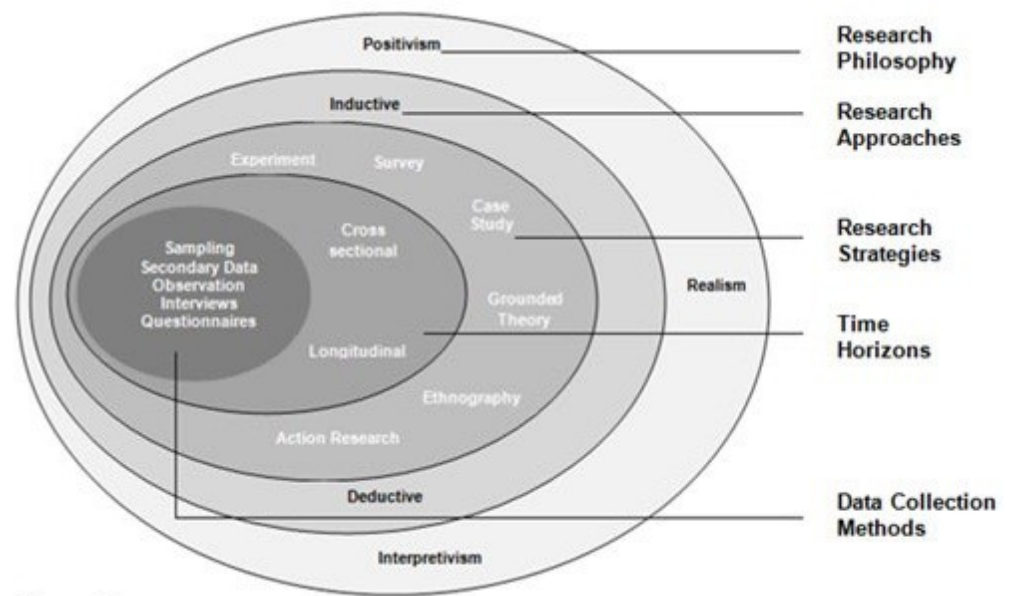 Positivism
Research
Philosophy
Inductive
Research
Approaches
Experiment
Survey
Case
Study
Cross
sectional
Research
Strategies
Sampling
Secondary Data
Observation
Interviews
Questionnaires
Realism
Grounded
Theory
Time
Horizons
Longitudinal
Ethnography
Action Research
Deductive
Data Collection
Methods
Interpretivism